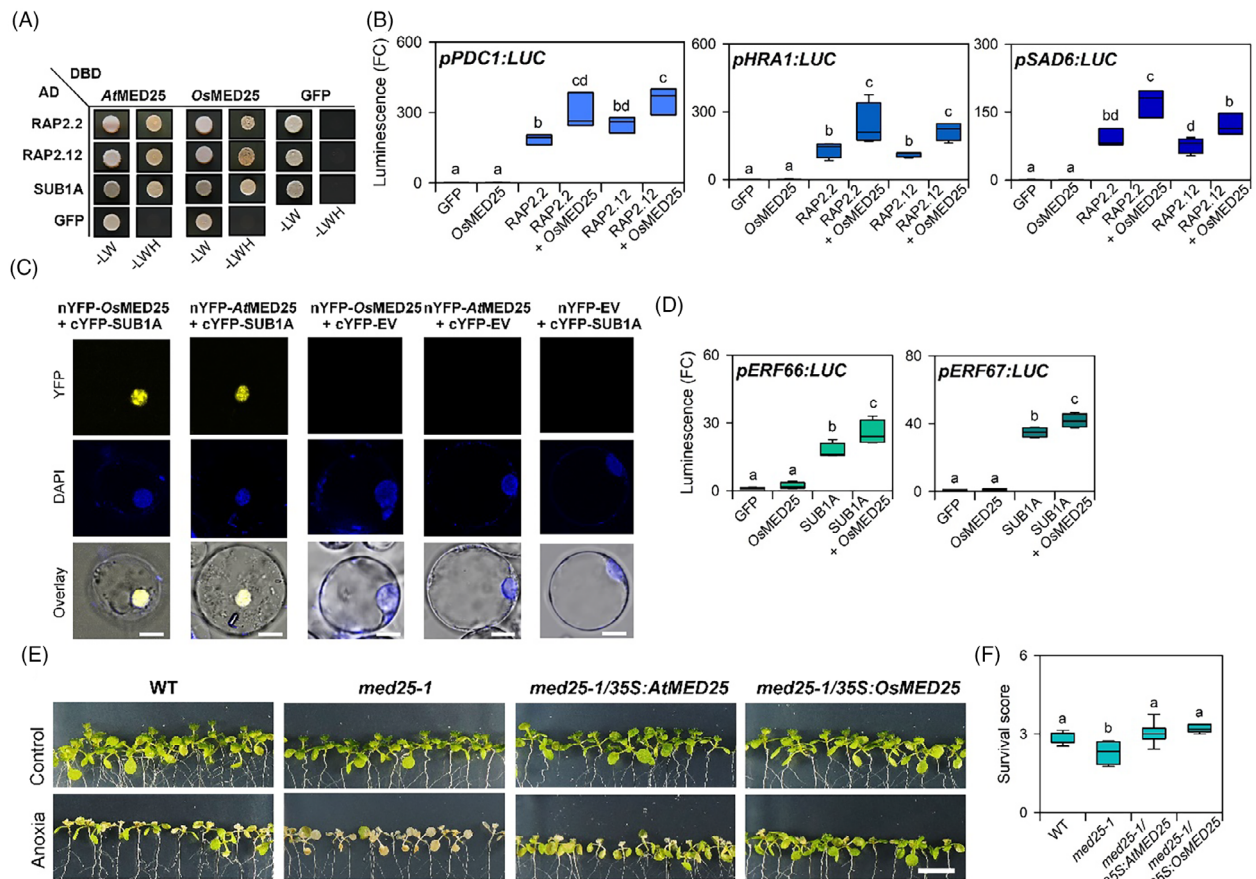 (A)
DBD
AD
AtMED25 OsMED25 GFP
RAP2.2
RAP2.12
SUB1A
GFP
-LW -LWH -LW -LWH -LW -LWH
(B)
Luminescence (FC)
600
300
0
pPDC1:LUC
a a b cd bd c
GFP
OsMED25
RAP2.2
RAP2.2
+ OsMED25
RAP2.12
RAP2.12
+ OsMED25
600
300
0
pHRA1:LUC
a a b c b c
GFP
OsMED25
RAP2.2
RAP2.2
+ OsMED25
RAP2.12
RAP2.12
+ OsMED25
300
150
0
pSAD6:LUC
a a bd c d b
GFP
OsMED25
RAP2.2
RAP2.2
+ OsMED25
RAP2.12
RAP2.12
+ OsMED25
(C)
nYFP-OsMED25
+ cYFP-SUB1A
nYFP-AtMED25
+ cYFP-SUB1A
nYFP-OsMED25
+ cYFP-EV
nYFP-AtMED25
+ cYFP-EV
nYFP-EV
+ cYFP-SUB1A
YFP
DAPI
Overlay
(D)
Luminescence (FC)
60
30
0
pERF66:LUC
a a b c
GFP
OsMED25
SUB1A
SUB1A
+ OsMED25
80
40
0
pERF67:LUC
a a b c
GFP
OsMED25
SUB1A
SUB1A
+ OsMED25
(E)
WT med25-1 med25-1/35S:AtMED25 med25-1/35S:OsMED25
Control
Anoxia
(F)
Survival score
6
3
0
a b a a
WT
med25-1
med25-1/
35S:AtMED25
med25-1/
35S:OsMED25